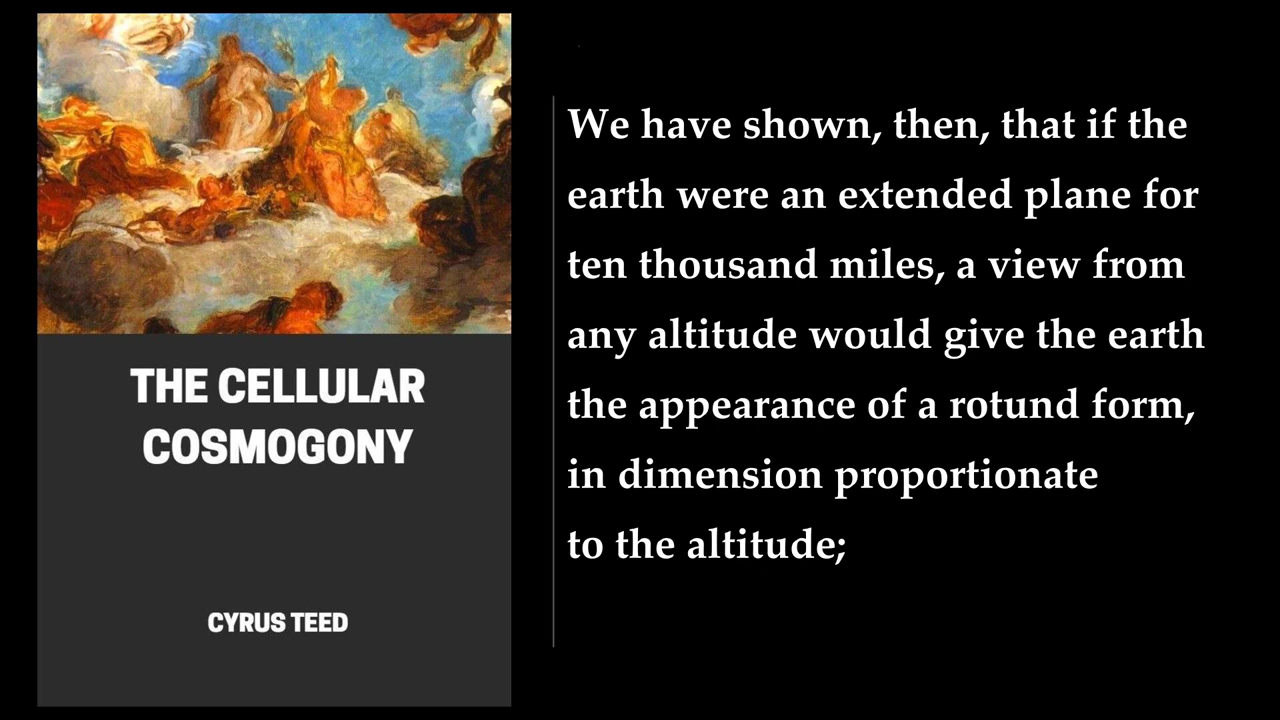 THE CELLULAR
COSMOGONY
CYRUS TEED
We have shown, then, that if the
earth were an extended plane for
ten thousand miles, a view from
any altitude would give the earth
the appearance of a rotund form,
in dimension proportionate
to the altitude;